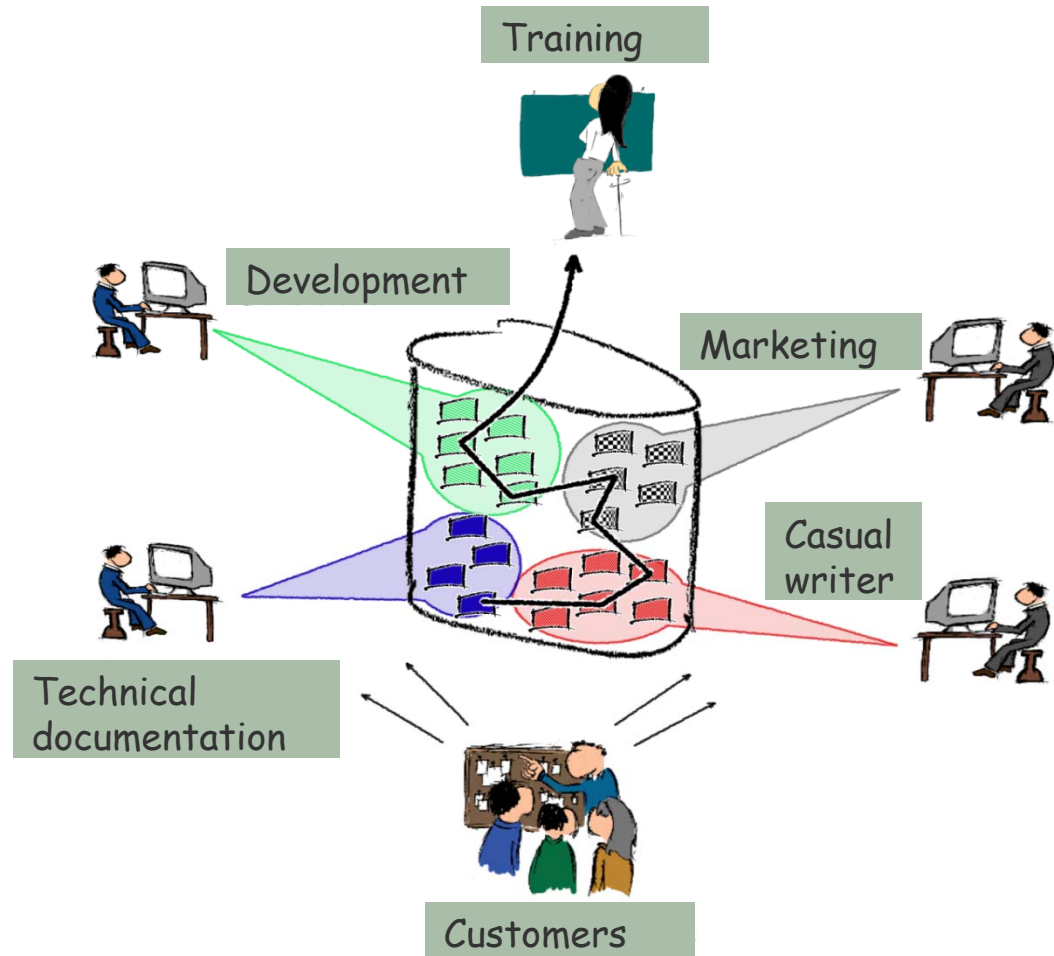 Training
Development
Marketing
Casual
writer
Technical
documentation
Customers